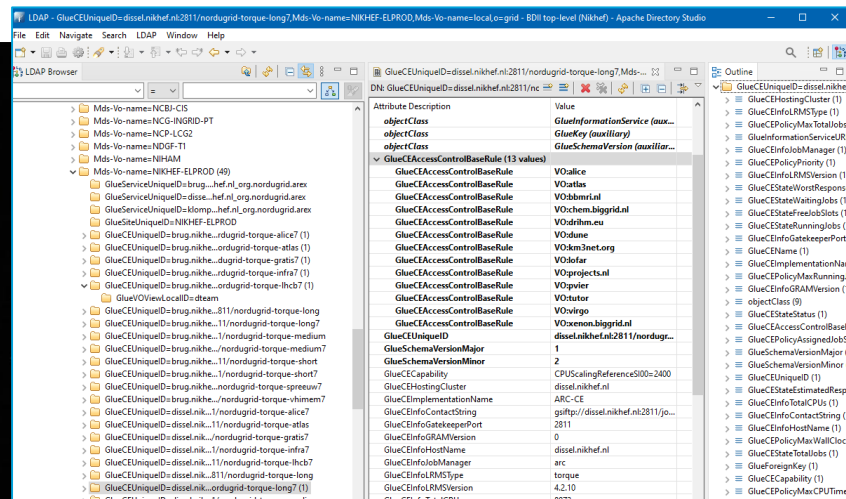 LDAP - GlueCEUniqueID=dissel.nikhef.nl:2811/nordugrid-torque-long7,Mds-Vo-name=NIKHEF-ELPROD,Mds-Vo-name=local,o=grid - BDII top-level (Nikhef) - Apache Directory Studio
File Edit Navigate Search LDAP Window Help
LDAP Browser
=
Mds-Vo-name=NCBJ-CIS
Mds-Vo-name=NCG-INGRID-PT
Mds-Vo-name=NCP-LCG2
Mds-Vo-name=NDGF-T1
Mds-Vo-name=NIHAM
Mds-Vo-name=NIKHEF-ELPROD (49)
GlueServiceUniqueID=brug....hef.nl_org.nordugrid.arex
GlueServiceUniqueID=disse...hef.nl_org.nordugrid.arex
GlueServiceUniqueID=klomp...hef.nl_org.nordugrid.arex
GlueSiteUniqueID=NIKHEF-ELPROD
GlueCEUniqueID=brug.nikhe...rdugrid-torque-alice7 (1)
GlueCEUniqueID=brug.nikhe...ordugrid-torque-atlas (1)
GlueCEUniqueID=brug.nikhe...dugrid-torque-gratis7 (1)
GlueCEUniqueID=brug.nikhe...rdugrid-torque-infra7 (1)
GlueCEUniqueID=brug.nikhe...ordugrid-torque-lhcb7 (1)
GlueVOViewLocalID=dteam
GlueCEUniqueID=brug.nikhe...811/nordugrid-torque-long
GlueCEUniqueID=brug.nikhe...11/nordugrid-torque-long7
GlueCEUniqueID=brug.nikhe...1/nordugrid-torque-medium
GlueCEUniqueID=brug.nikhe.../nordugrid-torque-medium7
GlueCEUniqueID=brug.nikhe...11/nordugrid-torque-short
GlueCEUniqueID=brug.nikhe...1/nordugrid-torque-short7
GlueCEUniqueID=brug.nikhe...nordugrid-torque-spreeuw7
GlueCEUniqueID=brug.nikhe.../nordugrid-torque-vhimem7
GlueCEUniqueID=dissel.nik...1/nordugrid-torque-alice7
GlueCEUniqueID=dissel.nik...11/nordugrid-torque-atlas
GlueCEUniqueID=dissel.nik.../nordugrid-torque-gratis7
GlueCEUniqueID=dissel.nik...1/nordugrid-torque-infra7
GlueCEUniqueID=dissel.nik...11/nordugrid-torque-lhcb7
GlueCEUniqueID=dissel.nik...811/nordugrid-torque-long
GlueCEUniqueID=dissel.nik...ordugrid-torque-long7 (1)
GlueCEUniqueID=dissel.nikhef.nl:2811/nordugrid-torque-long7,Mds-...
DN: GlueCEUniqueID=dissel.nikhef.nl:2811/nc
Attribute Description Value
objectClass GlueInformationService (aux...
objectClass GlueKey (auxiliary)
objectClass GlueSchemaVersion (auxiliar...
GlueCEAccessControlBaseRule (13 values)
GlueCEAccessControlBaseRule VO:alice
GlueCEAccessControlBaseRule VO:atlas
GlueCEAccessControlBaseRule VO:bbmri.nl
GlueCEAccessControlBaseRule VO:chem.biggrid.nl
GlueCEAccessControlBaseRule VO:drihm.eu
GlueCEAccessControlBaseRule VO:dune
GlueCEAccessControlBaseRule VO:km3net.org
GlueCEAccessControlBaseRule VO:lofar
GlueCEAccessControlBaseRule VO:projects.nl
GlueCEAccessControlBaseRule VO:pvier
GlueCEAccessControlBaseRule VO:tutor
GlueCEAccessControlBaseRule VO:virgo
GlueCEAccessControlBaseRule VO:xenon.biggrid.nl
GlueCEUniqueID dissel.nikhef.nl:2811/nordugr...
GlueSchemaVersionMajor 1
GlueSchemaVersionMinor 2
GlueCECapability CPUScalingReferenceSI00=2400
GlueCEHostingCluster dissel.nikhef.nl
GlueCEImplementationName ARC-CE
GlueCEInfoContactString gsiftp://dissel.nikhef.nl:2811/jo...
GlueCEInfoGatekeeperPort 2811
GlueCEInfoGRAMVersion 0
GlueCEInfoHostName dissel.nikhef.nl
GlueCEInfoJobManager arc
GlueCEInfoLRMSType torque
GlueCEInfoLRMSVersion 4.2.10
Outline
GlueCEUniqueID=dissel.nikhe
GlueCEHostingCluster (1)
GlueCEInfoLRMSType (1)
GlueCEPolicyMaxTotalJobs
GlueInformationServiceUR
GlueCEInfoJobManager (1)
GlueCEPolicyPriority (1)
GlueCEInfoLRMSVersion (1
GlueCEStateWorstRespons
GlueCEStateWaitingJobs (1
GlueCEStateFreeJobSlots (1
GlueCEStateRunningJobs (
GlueCEInfoGatekeeperPort
GlueCEName (1)
GlueCEImplementationNa
GlueCEPolicyMaxRunning.
GlueCEInfoGRAMVersion (
objectClass (9)
GlueCEStateStatus (1)
GlueCEAccessControlBasel
GlueCEPolicyAssignedJobS
GlueSchemaVersionMajor (
GlueSchemaVersionMinor
GlueCEUniqueID (1)
GlueCEStateEstimatedResp
GlueCEInfoTotalCPUs (1)
GlueCEInfoContactString (
GlueCEInfoHostName (1)
GlueCEPolicyMaxWallCloc
GlueCEStateTotalJobs (1)
GlueForeignKey (1)
GlueCECapability (1)
GlueCEPolicyMaxCPUTime